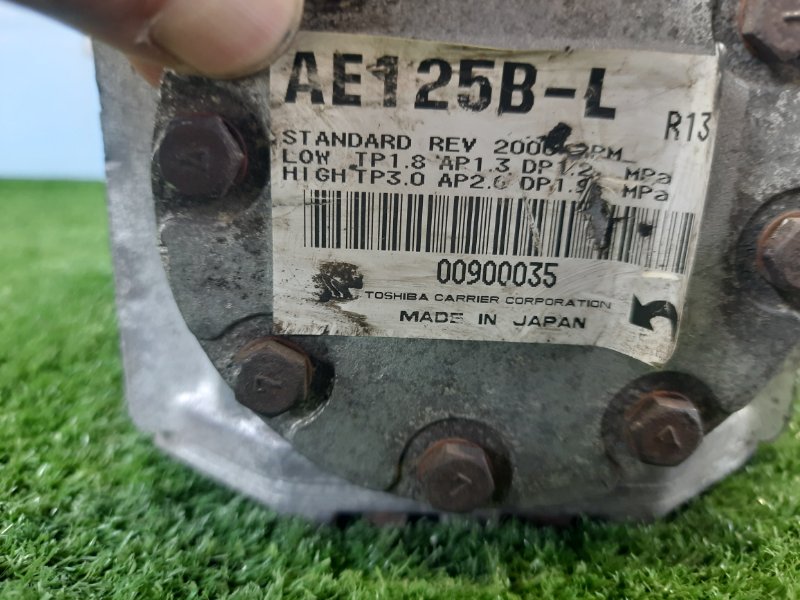 AE125B-L
R13
STANDARD REV 2000 RPM
LOW TP1.8 AP1.3 DP1.2 MPa
HIGH TP3.0 AP2.0 MPa
00900035
TOSHIBA CARRIER CORPORATION
MADE IN JAPAN